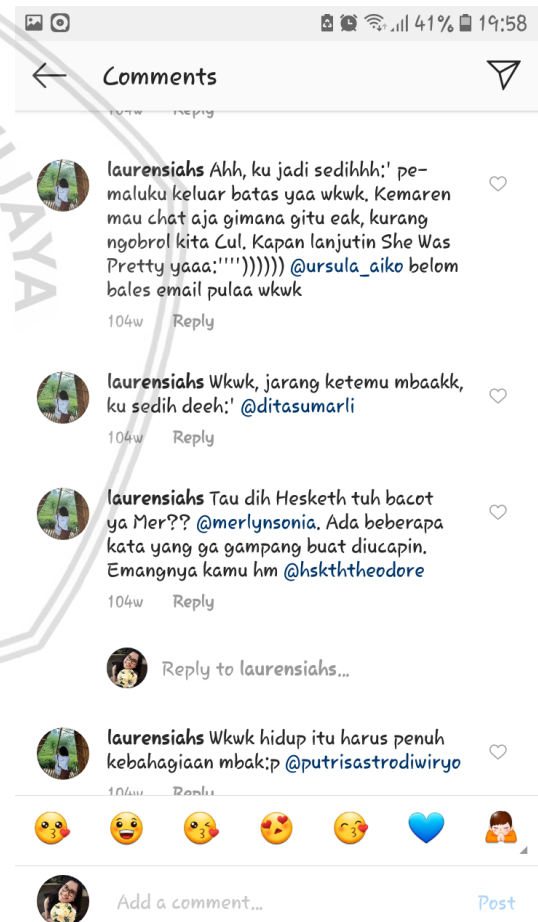 41% 19:58
Comments
104w Reply
laurensiahs Ahh, ku jadi sedihhh:' pe-
maluku keluar batas yaa wkwk. Kemaren
mau chat aja gimana gitu eak, kurang
ngobrol kita Cul. Kapan lanjutin She Was
Pretty yaaa:'''')))))) @ursula_aiko belom
bales email pulaa wkwk
104w Reply
laurensiahs Wkwk, jarang ketemu mbaakk,
ku sedih deeh:' @ditasumarli
104w Reply
laurensiahs Tau dih Hesketh tuh bacot
ya Mer?? @merlynsonia. Ada beberapa
kata yang ga gampang buat diucapin.
Emangnya kamu hm @hskththeodore
104w Reply
Reply to laurensiahs...
laurensiahs Wkwk hidup itu harus penuh
kebahagiaan mbak:p @putrisastrodiwiryo
104w Reply
Add a comment... Post